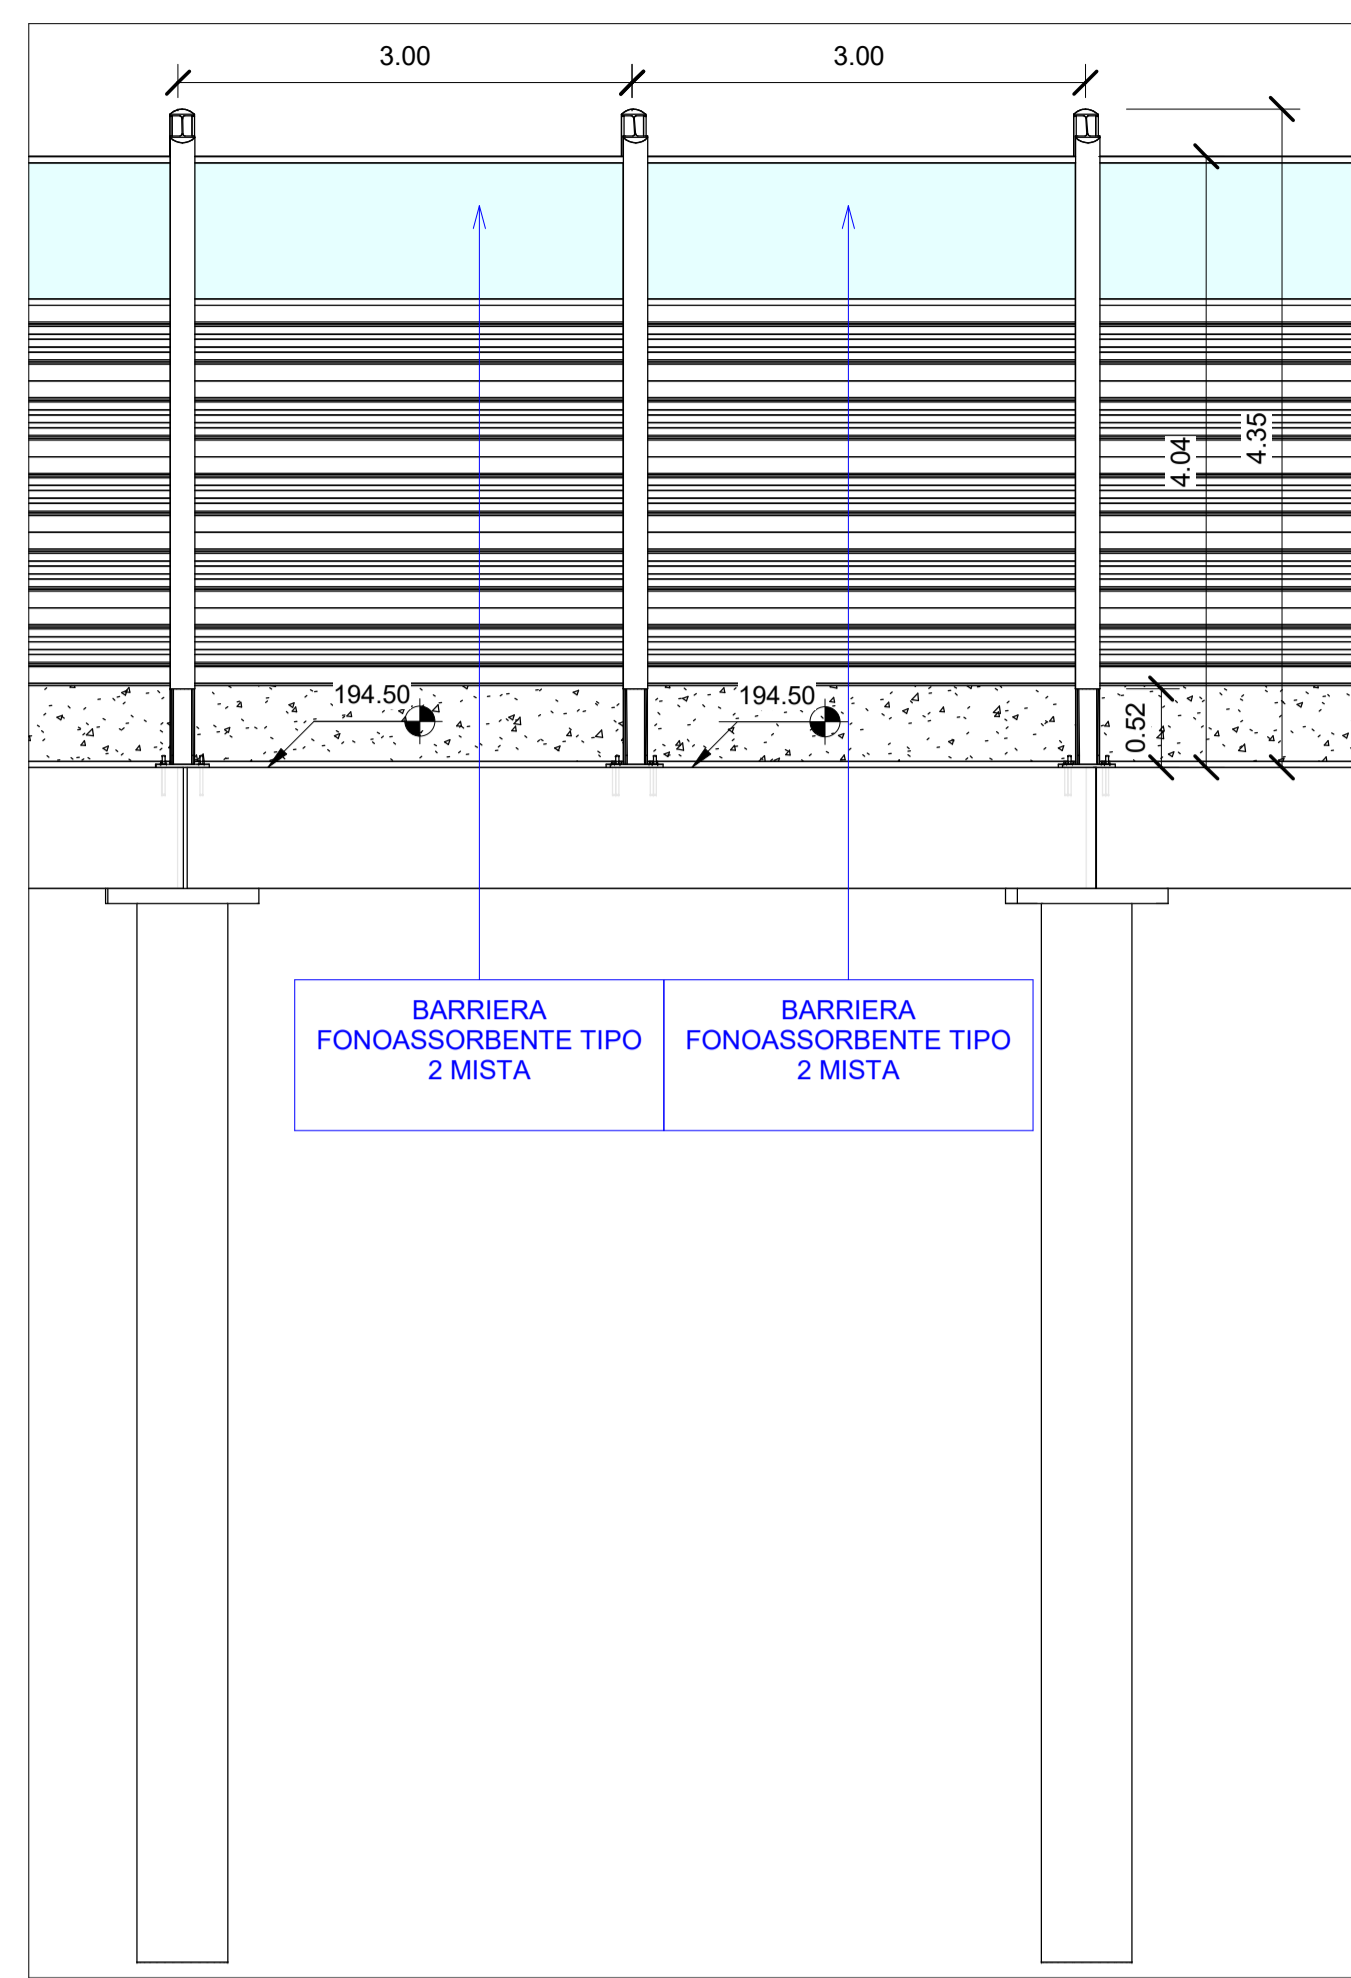 3.00
3.00
4.35
4.04
194.50
194.50
0.52
BARRIERA
FONOASSORBENTE TIPO
2 MISTA
BARRIERA
FONOASSORBENTE TIPO
2 MISTA